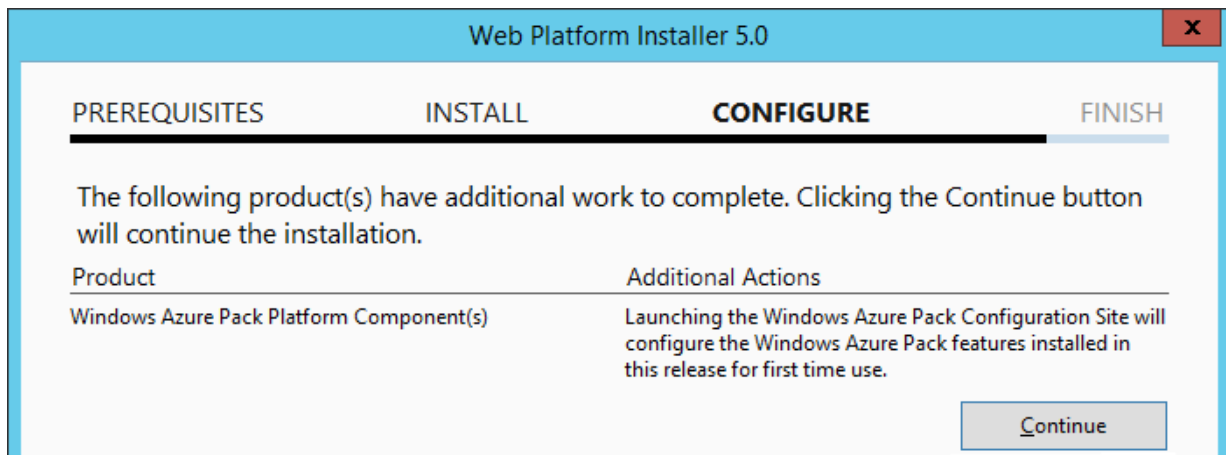 Web Platform Installer 5.0
x
PREREQUISITES INSTALL CONFIGURE FINISH
The following product(s) have additional work to complete. Clicking the Continue button
will continue the installation.
Product Additional Actions
Windows Azure Pack Platform Component(s) Launching the Windows Azure Pack Configuration Site will
configure the Windows Azure Pack features installed in
this release for first time use.
Continue